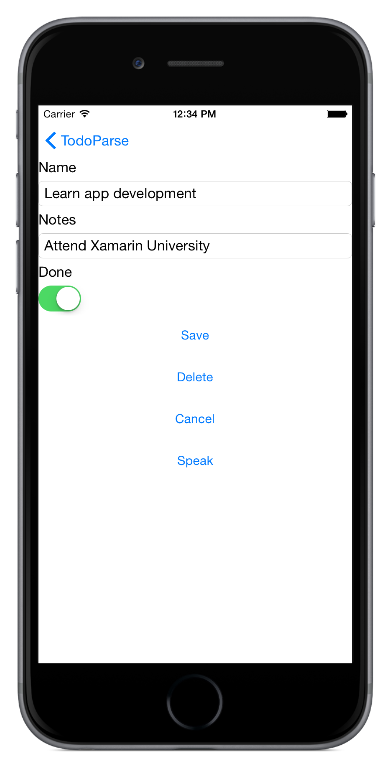 Carrier 12:34 PM
TodoParse
Name
Learn app development
Notes
Attend Xamarin University
Done
Save
Delete
Cancel
Speak